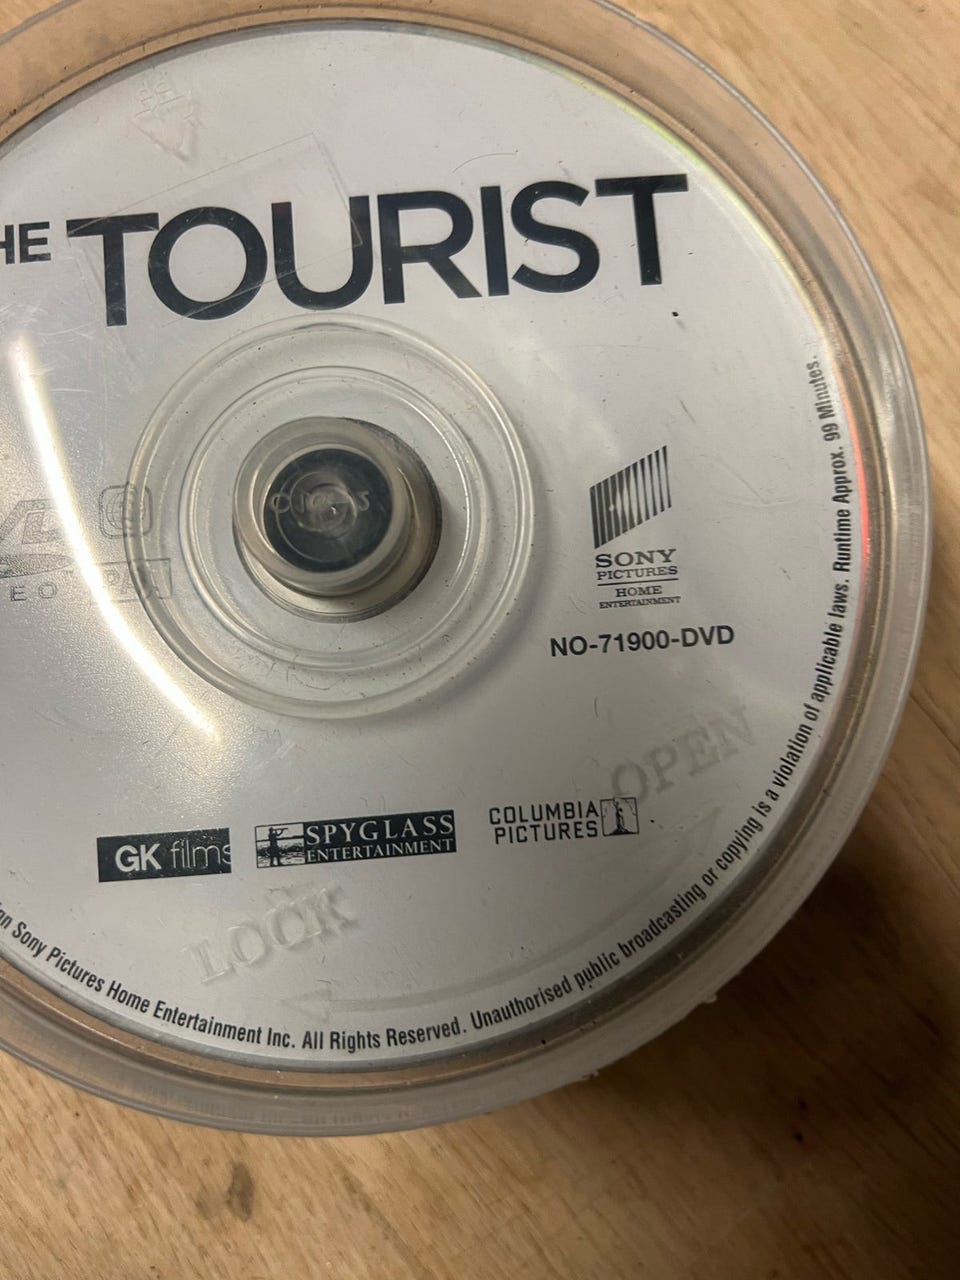 HE TOURIST
SONY
PICTURES
HOME
ENTERTAINMENT
NO-71900-DVD
EO
OPEN
GK films
SPYGLASS
ENTERTAINMENT
COLUMBIA
PICTURES
LOCK
Sony Pictures Home Entertainment Inc. All Rights Reserved. Unauthorised public broadcasting or copying is a violation of applicable laws. Runtime Approx. 99 Minutes.